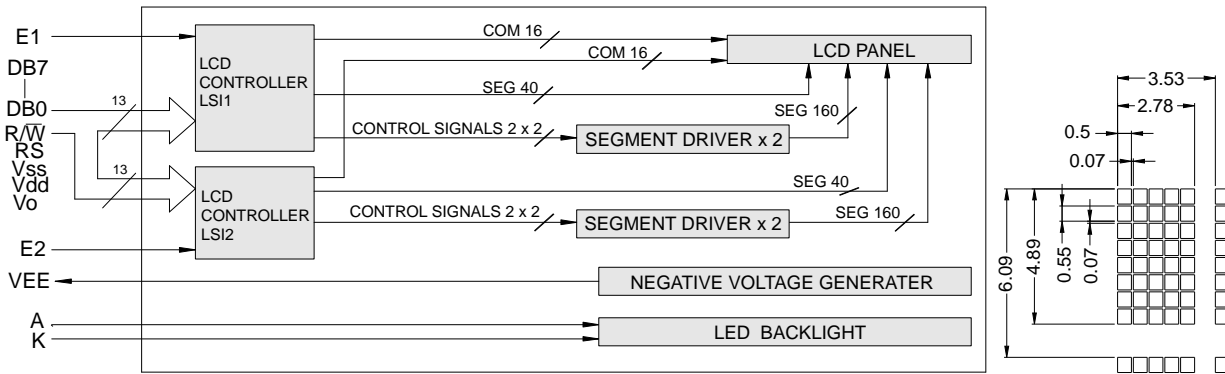 E1
DB7
DB0
R/W
RS
Vss
Vdd
Vo
E2
VEE
A
K
13
13
LCD
CONTROLLER
LSI1
LCD
CONTROLLER
LSI2
COM 16
COM 16
SEG 40
CONTROL SIGNALS 2 x 2
SEG 40
CONTROL SIGNALS 2 x 2
LCD PANEL
SEG 160
SEGMENT DRIVER x 2
SEGMENT DRIVER x 2
SEG 160
NEGATIVE VOLTAGE GENERATER
LED BACKLIGHT
3.53
2.78
0.5
0.07
6.09
4.89
0.55
0.07